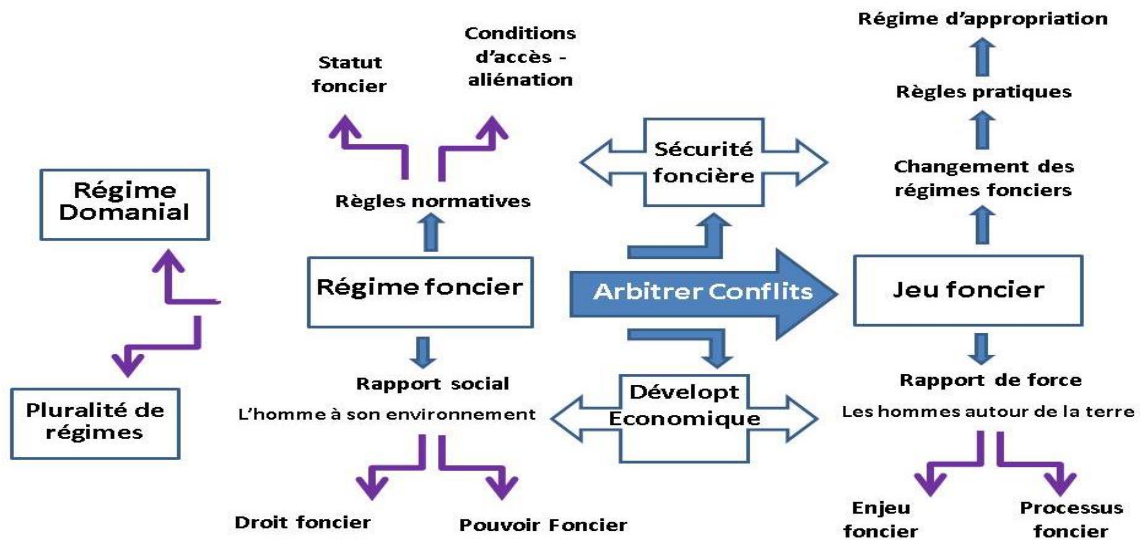 Régime
Domanial
Pluralité de
régimes
Statut
foncier
Conditions
d'accès -
aliénation
Règles normatives
Régime foncier
Rapport social
L'homme à son environnement
Droit foncier
Pouvoir Foncier
Sécurité
foncière
Arbitrer Conflits
Dévelopt
Economique
Régime d'appropriation
Règles pratiques
Changement des
régimes fonciers
Jeu foncier
Rapport de force
Les hommes autour de la terre
Enjeu
foncier
Processus
foncier